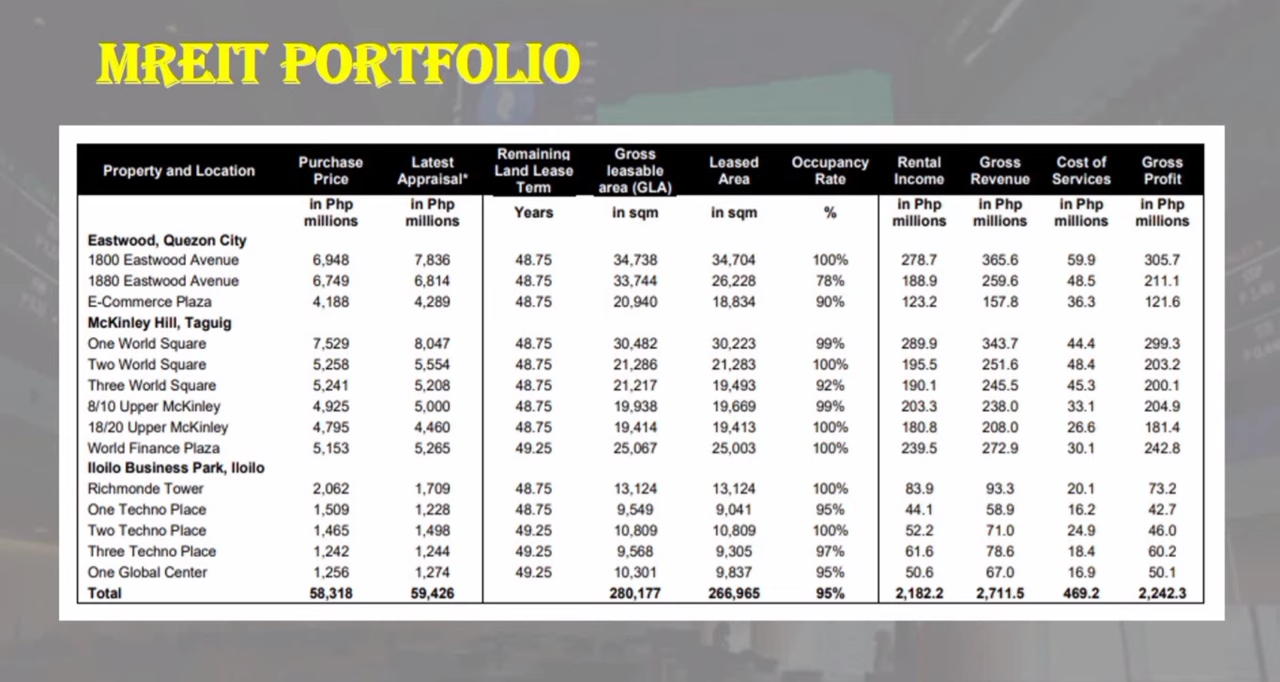 MREIT PORTFOLIO
Property and Location Purchase Price Latest Appraisal* Remaining Land Lease Term Gross leasable area (GLA) Leased Area Occupancy Rate Rental Income Gross Revenue Cost of Services Gross Profit
in Php millions in Php millions Years in sqm in sqm % in Php millions in Php millions in Php millions in Php millions
Eastwood, Quezon City
1800 Eastwood Avenue 6,948 7,836 48.75 34,738 34,704 100% 278.7 365.6 59.9 305.7
1880 Eastwood Avenue 6,749 6,814 48.75 33,744 26,228 78% 188.9 259.6 48.5 211.1
E-Commerce Plaza 4,188 4,289 48.75 20,940 18,834 90% 123.2 157.8 36.3 121.6
McKinley Hill, Taguig
One World Square 7,529 8,047 48.75 30,482 30,223 99% 289.9 343.7 44.4 299.3
Two World Square 5,258 5,554 48.75 21,286 21,283 100% 195.5 251.6 48.4 203.2
Three World Square 5,241 5,208 48.75 21,217 19,493 92% 190.1 245.5 45.3 200.1
8/10 Upper McKinley 4,925 5,000 48.75 19,938 19,669 99% 203.3 238.0 33.1 204.9
18/20 Upper McKinley 4,795 4,460 48.75 19,414 19,413 100% 180.8 208.0 26.6 181.4
World Finance Plaza 5,153 5,265 49.25 25,067 25,003 100% 239.5 272.9 30.1 242.8
Iloilo Business Park, Iloilo
Richmonde Tower 2,062 1,709 48.75 13,124 13,124 100% 83.9 93.3 20.1 73.2
One Techno Place 1,509 1,228 48.75 9,549 9,041 95% 44.1 58.9 16.2 42.7
Two Techno Place 1,465 1,498 49.25 10,809 10,809 100% 52.2 71.0 24.9 46.0
Three Techno Place 1,242 1,244 49.25 9,568 9,305 97% 61.6 78.6 18.4 60.2
One Global Center 1,256 1,274 49.25 10,301 9,837 95% 50.6 67.0 16.9 50.1
Total 58,318 59,426 280,177 266,965 95% 2,182.2 2,711.5 469.2 2,242.3